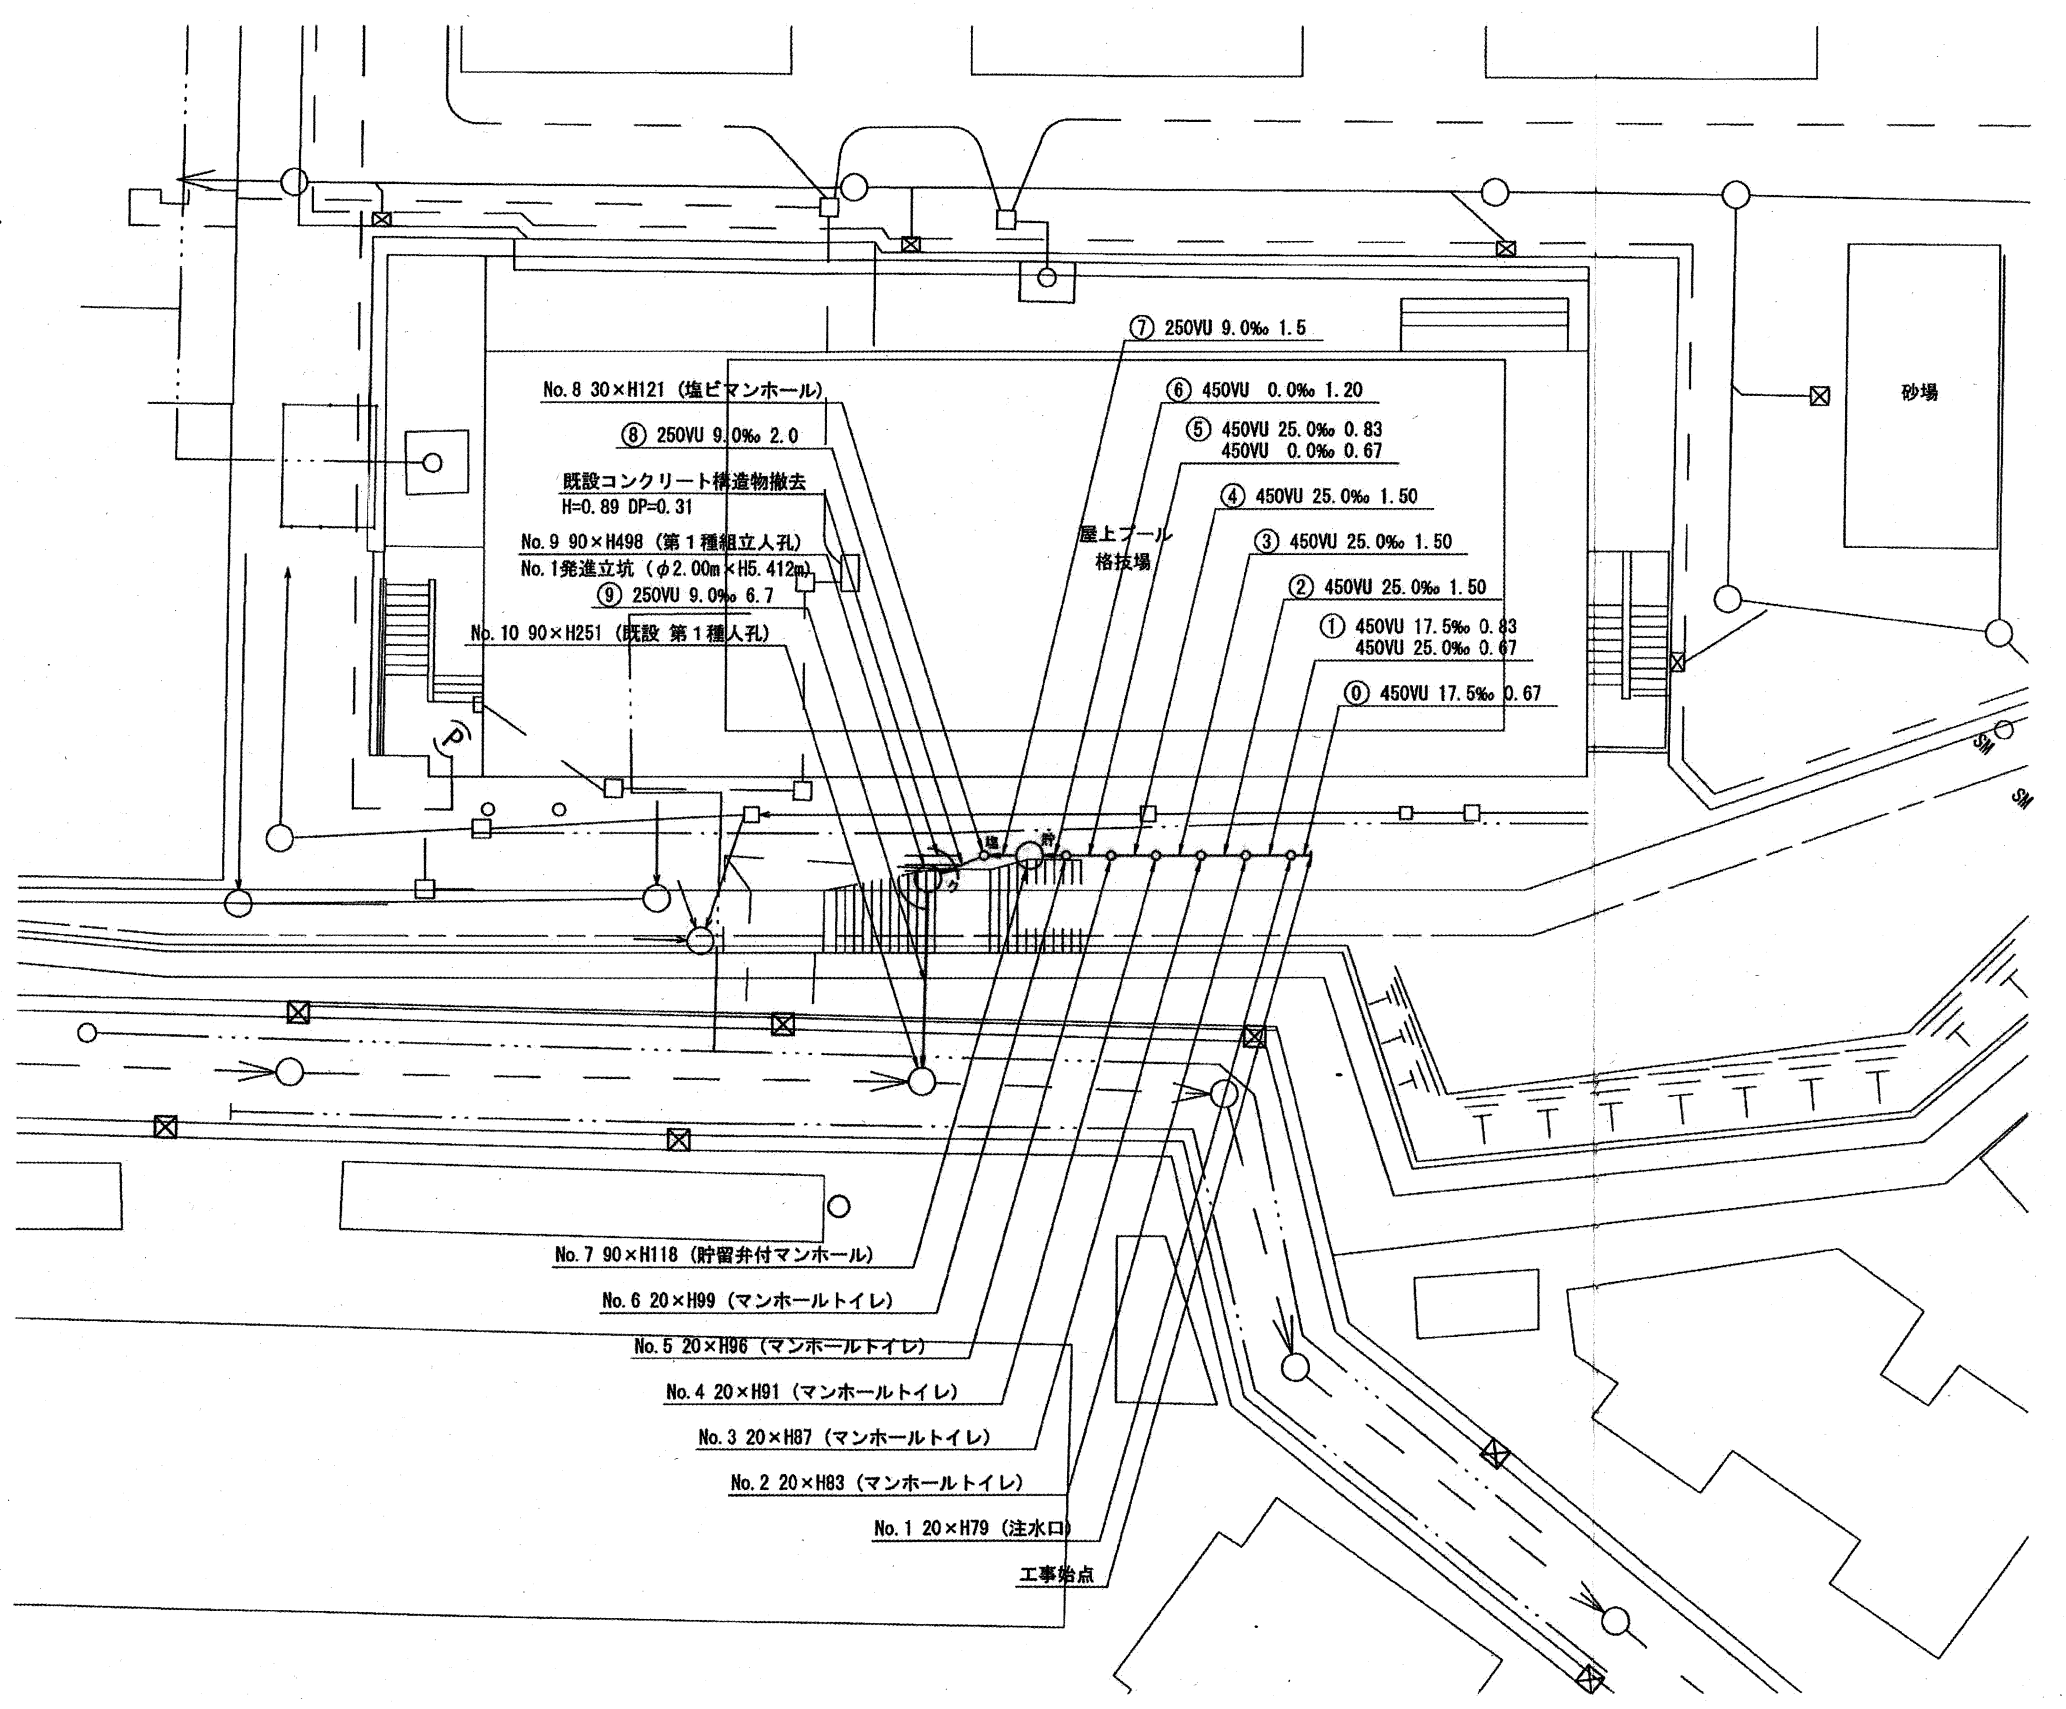 ⑦ 250VU 9.0‰ 1.5
No.8 30×H121 (塩ビマンホール)
⑥ 450VU 0.0‰ 1.20
砂場
⑧ 250VU 9.0‰ 2.0
⑤ 450VU 25.0‰ 0.83
450VU 0.0‰ 0.67
既設コンクリート構造物撤去
H=0.89 DP=0.31
④ 450VU 25.0‰ 1.50
屋上プール
格技場
No.9 90×H498 (第1種組立人孔)
No.1発進立坑 (φ2.00m×H5.412m)
③ 450VU 25.0‰ 1.50
⑨ 250VU 9.0‰ 6.7
② 450VU 25.0‰ 1.50
No.10 90×H251 (既設 第1種人孔)
① 450VU 17.5‰ 0.83
450VU 25.0‰ 0.67
⓪ 450VU 17.5‰ 0.67
P
SM
SM
塩
貯
ク
No.7 90×H118 (貯留弁付マンホール)
No.6 20×H99 (マンホールトイレ)
No.5 20×H96 (マンホールトイレ)
No.4 20×H91 (マンホールトイレ)
No.3 20×H87 (マンホールトイレ)
No.2 20×H83 (マンホールトイレ)
No.1 20×H79 (注水口)
工事始点